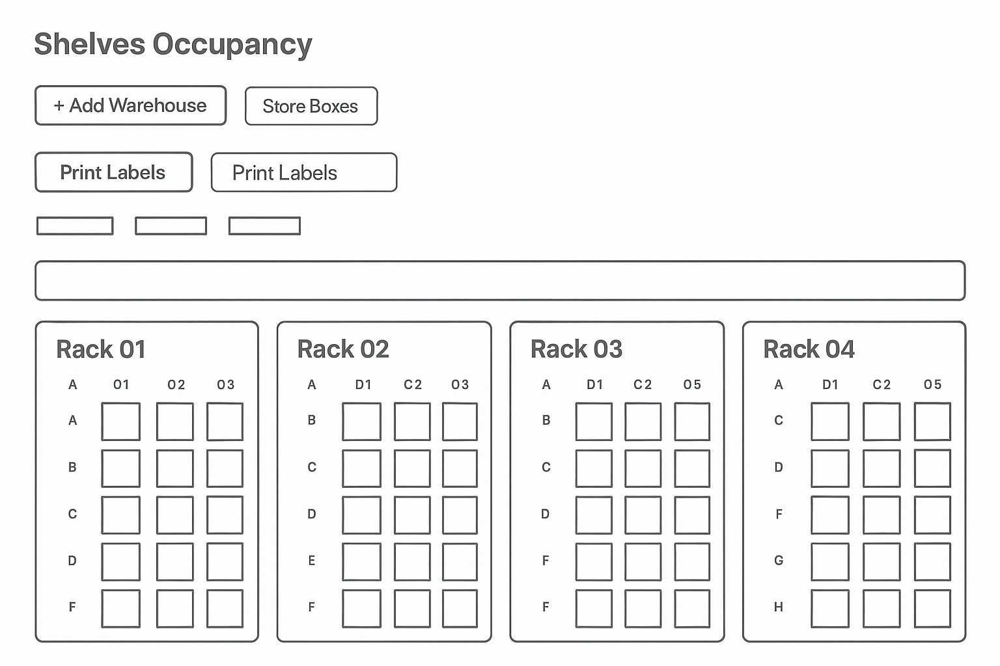 Shelves Occupancy
+ Add Warehouse
Store Boxes
Print Labels
Print Labels
Rack 01
A 01 02 03
A
B
C
D
F
Rack 02
A D1 C2 03
B
C
D
E
F
Rack 03
A D1 C2 05
B
C
D
F
F
Rack 04
A D1 C2 05
C
D
F
G
H